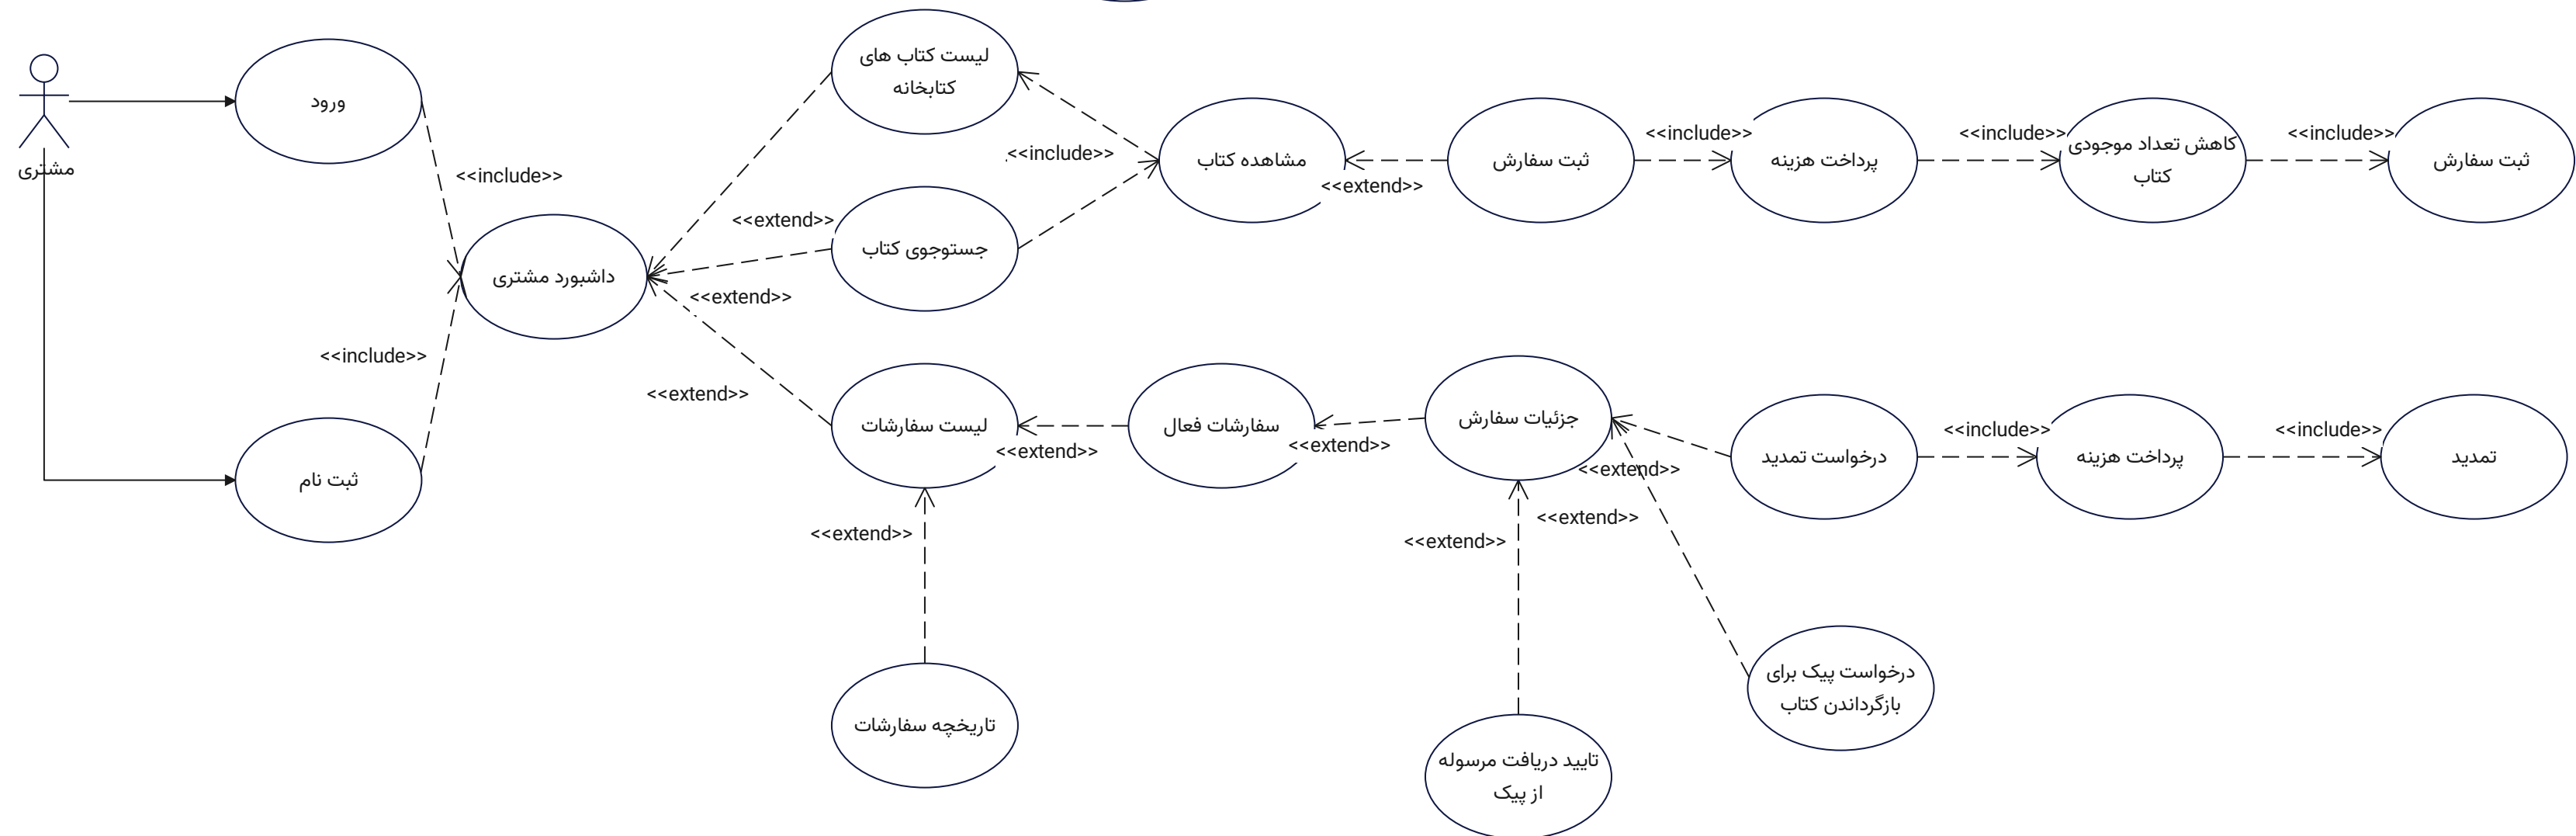 مشتری
ورود
<<include>>
ثبت نام
<<include>>
داشبورد مشتری
لیست کتاب های
کتابخانه
<<extend>>
جستوجوی کتاب
<<extend>>
<<include>>
مشاهده کتاب
<<extend>>
ثبت سفارش
<<include>>
پرداخت هزینه
<<include>>
کاهش تعداد موجودی
کتاب
<<include>>
ثبت سفارش
<<extend>>
لیست سفارشات
<<extend>>
سفارشات فعال
<<extend>>
جزئیات سفارش
<<extend>>
درخواست تمدید
<<include>>
پرداخت هزینه
<<include>>
تمدید
<<extend>>
تاریخچه سفارشات
<<extend>>
<<extend>>
درخواست پیک برای
بازگرداندن کتاب
تایید دریافت مرسوله
از پیک